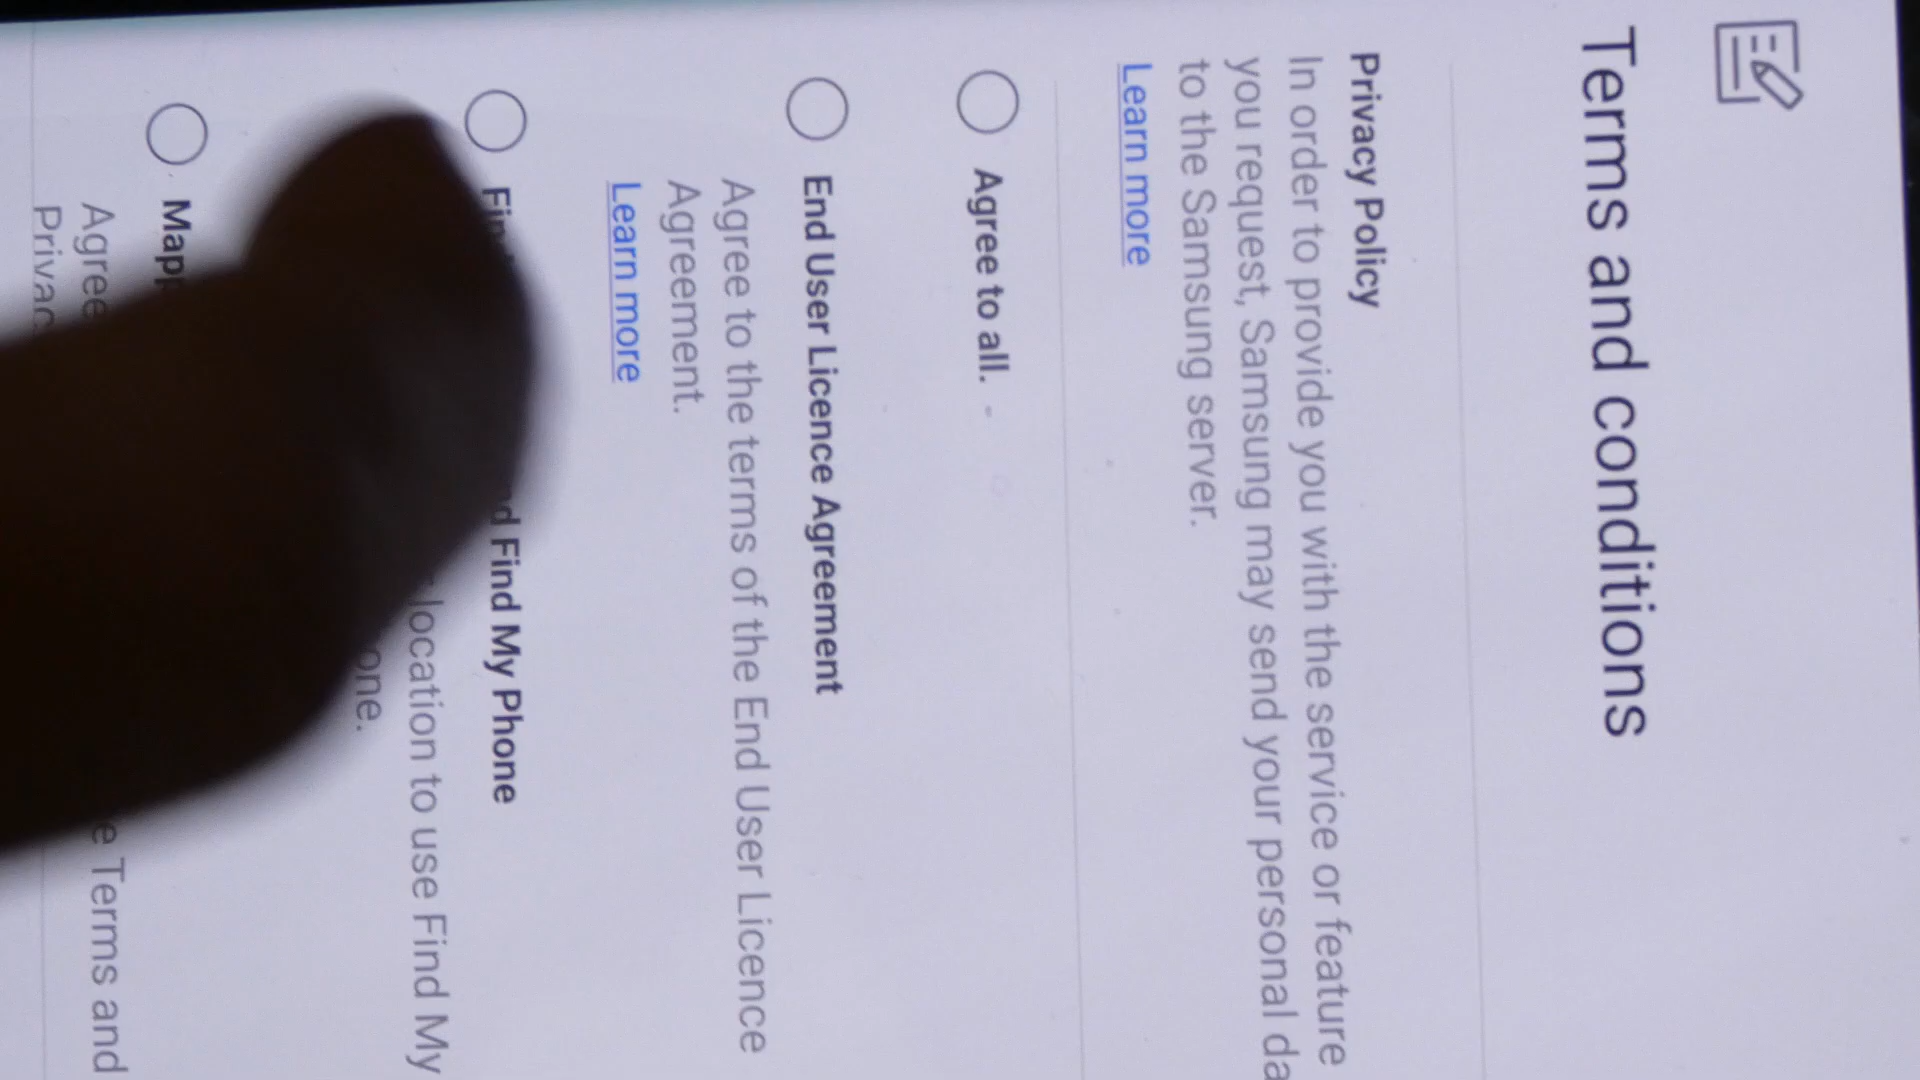 Terms and conditions
Privacy Policy
In order to provide you with the service or feature
you request, Samsung may send your personal
to the Samsung server.
Learn more
Agree to all.
End User Licence Agreement
Agree to the terms of the End User Licence
Agreement.
Learn more
Find My Phone
location to use Find My
Agree Terms and